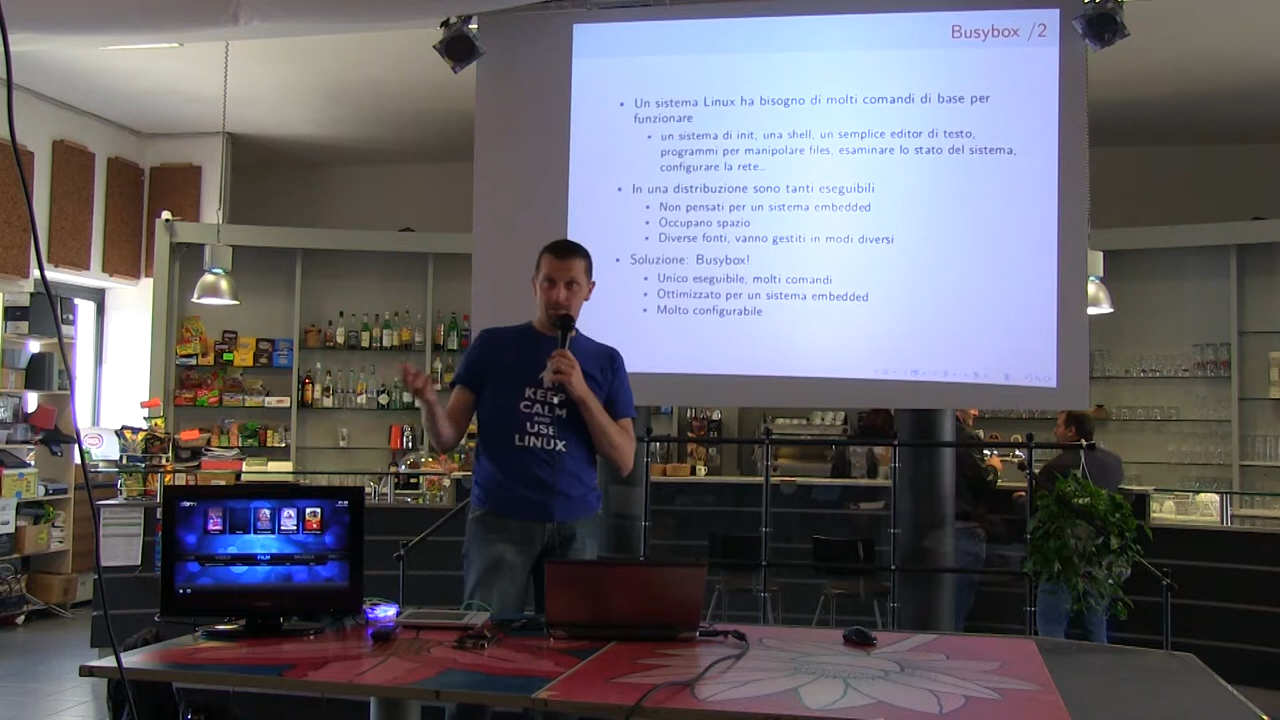 Busybox /2
• Un sistema Linux ha bisogno di molti comandi di base per
funzionare
• un sistema di init, una shell, un semplice editor di testo,
programmi per manipolare files, esaminare lo stato del sistema,
configurare la rete...
• In una distribuzione sono tanti eseguibili
• Non pensati per un sistema embedded
• Occupano spazio
• Diverse fonti, vanno gestiti in modi diversi
• Soluzione: Busybox!
• Unico eseguibile, molti comandi
• Ottimizzato per un sistema embedded
• Molto configurabile
KEEP
CALM
AND
USE
LINUX
xbmc
VIDEO
FILM
MUSICA